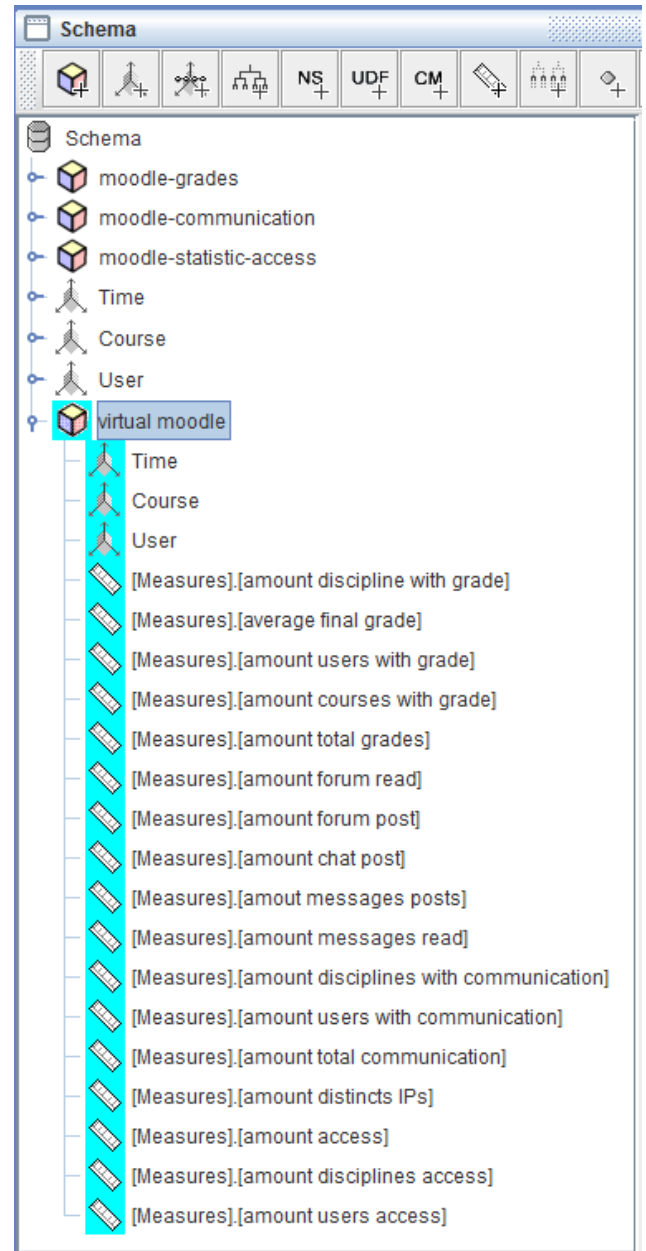 Schema
NS UDF CM
Schema
moodle-grades
moodle-communication
moodle-statistic-access
Time
Course
User
virtual moodle
Time
Course
User
[Measures].[amount discipline with grade]
[Measures].[average final grade]
[Measures].[amount users with grade]
[Measures].[amount courses with grade]
[Measures].[amount total grades]
[Measures].[amount forum read]
[Measures].[amount forum post]
[Measures].[amount chat post]
[Measures].[amout messages posts]
[Measures].[amount messages read]
[Measures].[amount disciplines with communication]
[Measures].[amount users with communication]
[Measures].[amount total communication]
[Measures].[amount distincts IPs]
[Measures].[amount access]
[Measures].[amount disciplines access]
[Measures].[amount users access]